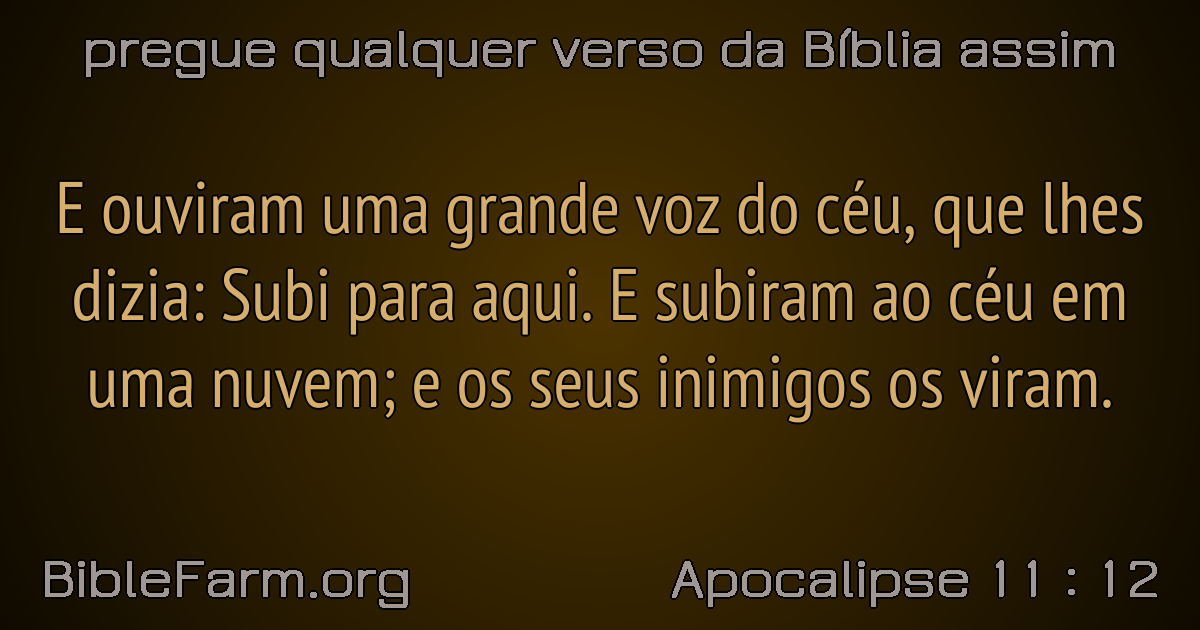 pregue qualquer verso da Bíblia assim
E ouviram uma grande voz do céu, que lhes
dizia: Subi para aqui. E subiram ao céu em
uma nuvem; e os seus inimigos os viram.
BibleFarm.org
Apocalipse 11 : 12